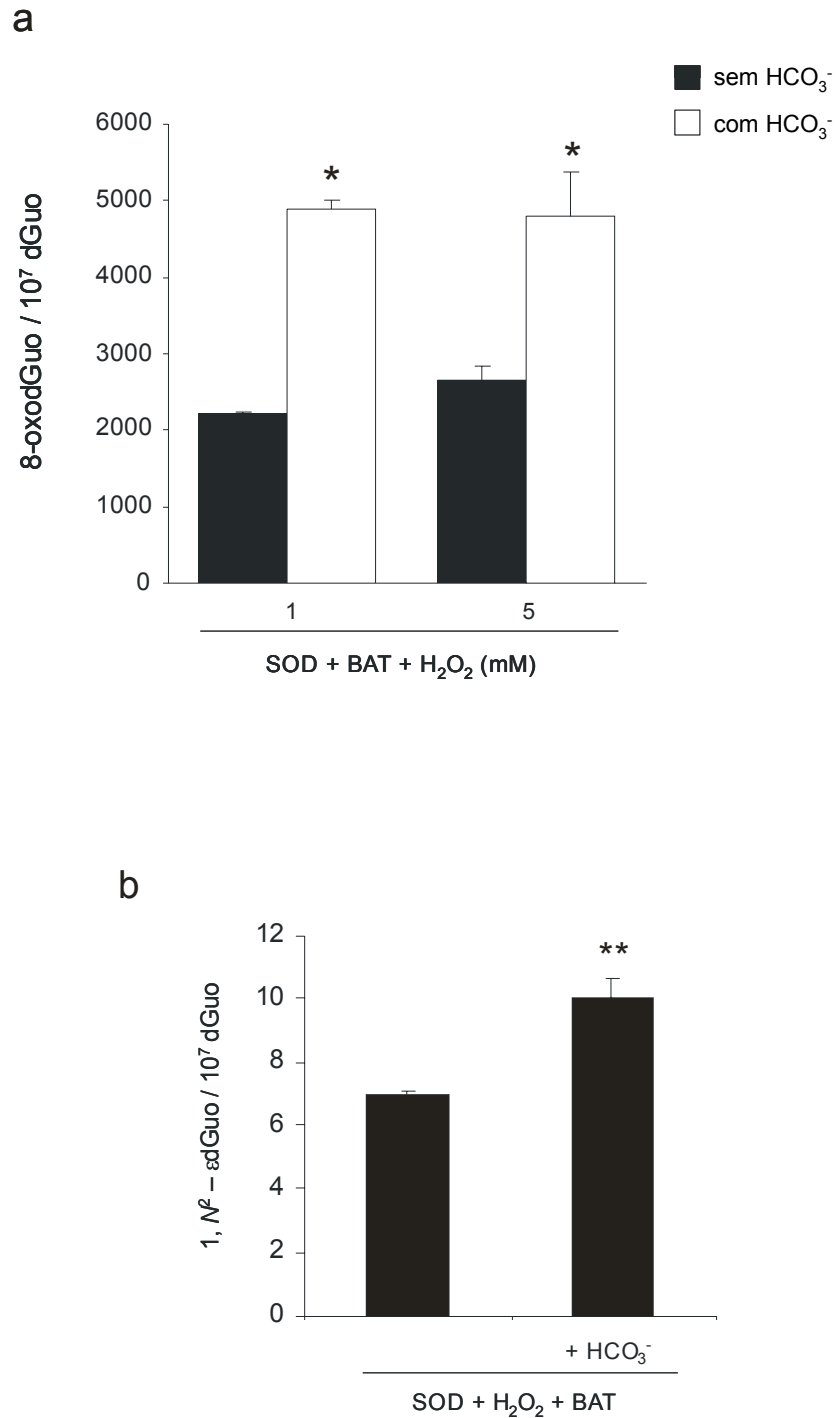 a
sem HCO₃⁻
com HCO₃⁻
8-oxodGuo / 10⁷ dGuo
6000
5000
4000
3000
2000
1000
0
*
*
1
5
SOD + BAT + H₂O₂ (mM)
b
1, N² – εdGuo / 10⁷ dGuo
12
10
8
6
4
2
0
**
+ HCO₃⁻
SOD + H₂O₂ + BAT